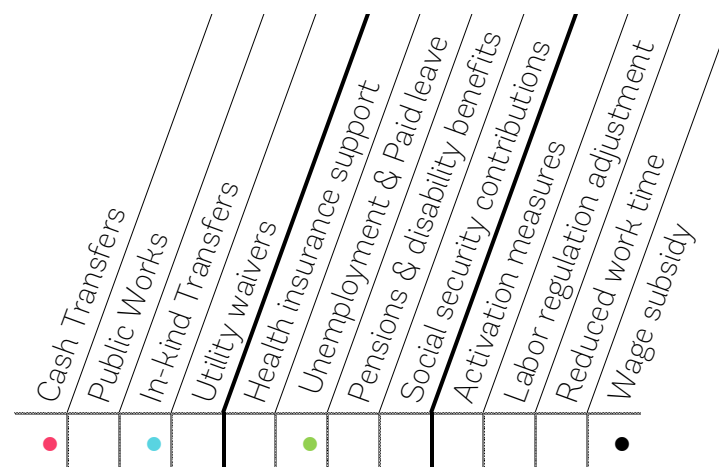 Cash Transfers
Public Works
In-kind Transfers
Utility waivers
Health insurance support
Unemployment & Paid leave
Pensions & disability benefits
Social security contributions
Activation measures
Labor regulation adjustment
Reduced work time
Wage subsidy